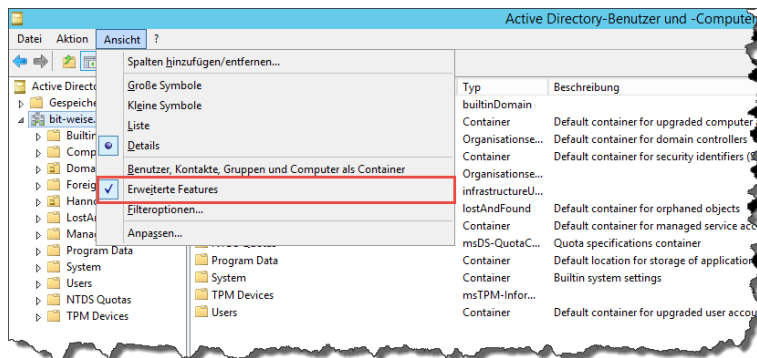 Active Directory-Benutzer und -Computer
Datei Aktion Ansicht ?
Spalten hinzufügen/entfernen...
Große Symbole
Kleine Symbole
Liste
Details
Benutzer, Kontakte, Gruppen und Computer als Container
Erweiterte Features
Filteroptionen...
Anpassen...
Active Directo
Gespeiche
bit-weise.
Builtin
Comp
Doma
Foreig
Hanno
LostAn
Manag
Program Data
System
Users
NTDS Quotas
TPM Devices
Program Data
System
TPM Devices
Users
Typ Beschreibung
builtinDomain
Container Default container for upgraded computer
Organisationse... Default container for domain controllers
Container Default container for security identifiers (S
Organisationse...
infrastructureU...
lostAndFound Default container for orphaned objects
Container Default container for managed service acc
msDS-QuotaC... Quota specifications container
Container Default location for storage of application
Container Builtin system settings
msTPM-Infor...
Container Default container for upgraded user accou